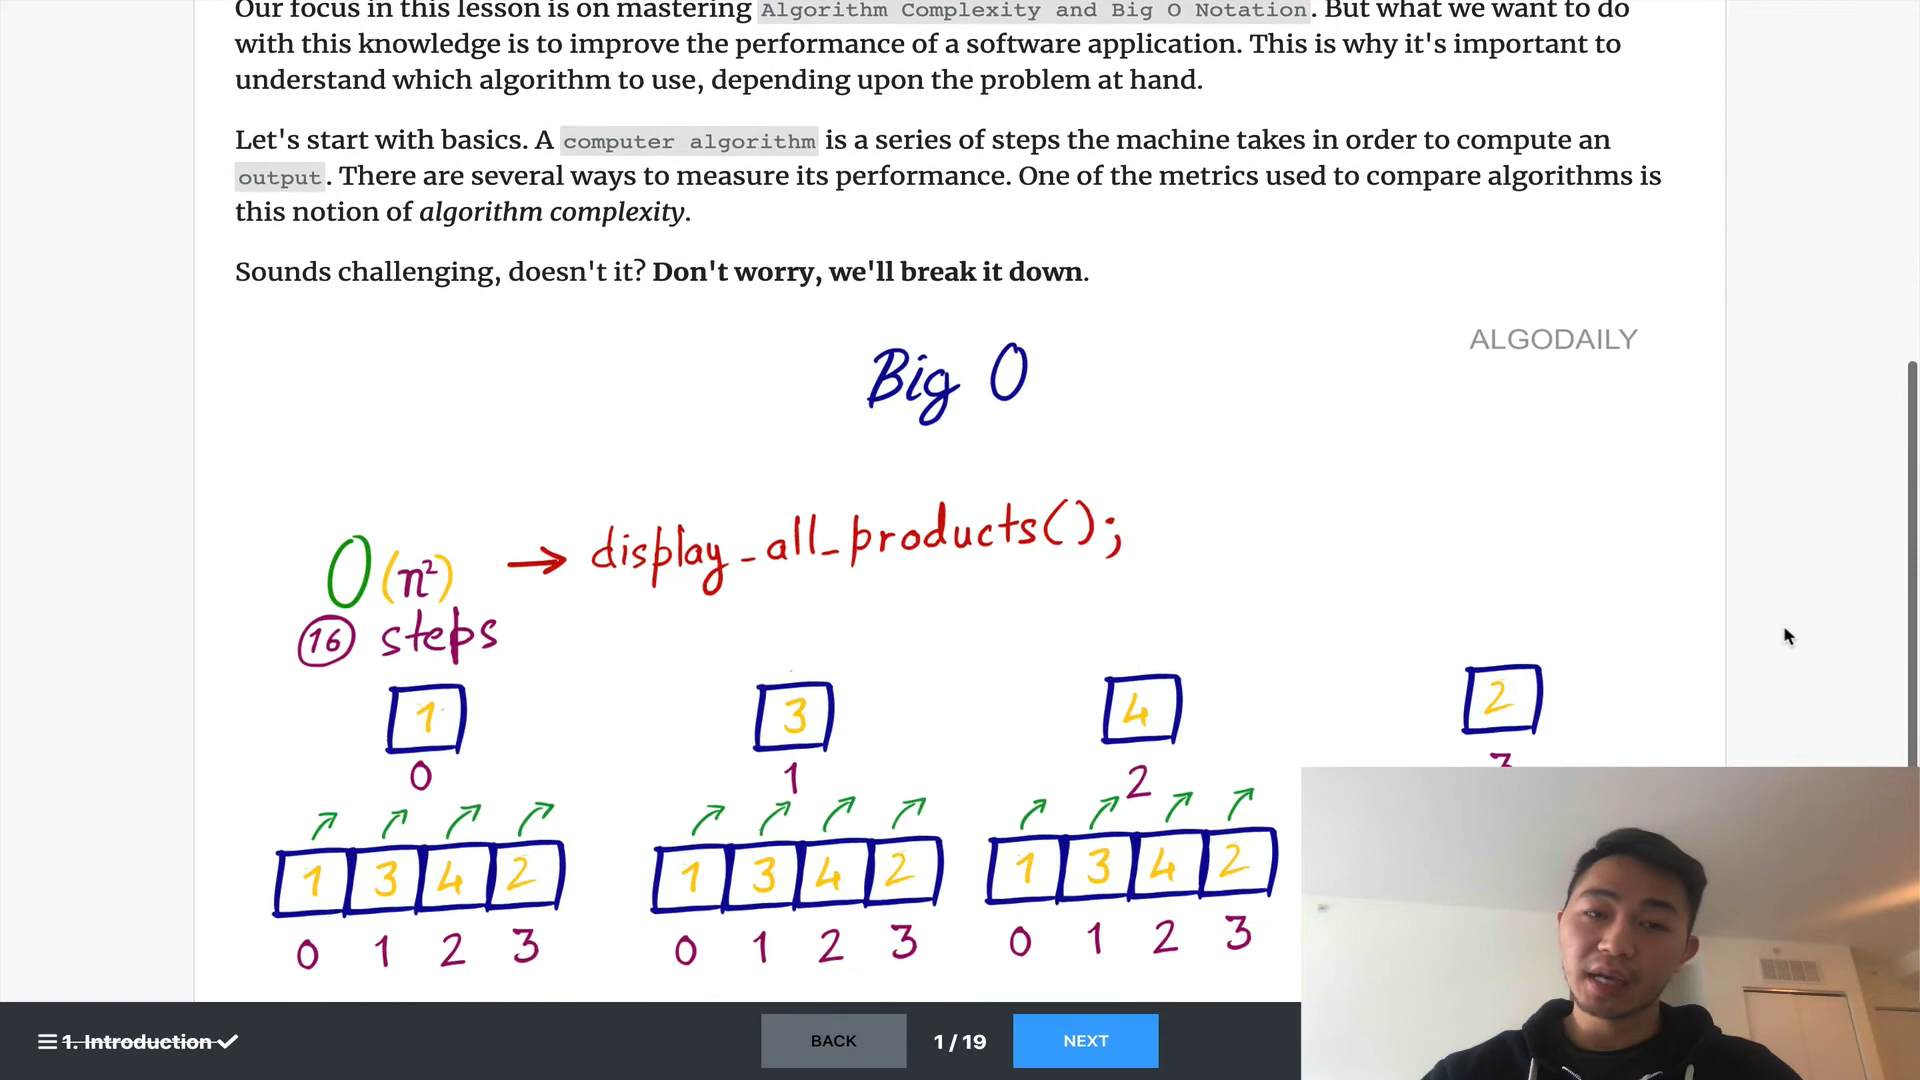 Our focus in this lesson is on mastering Algorithm Complexity and Big O Notation. But what we want to do
with this knowledge is to improve the performance of a software application. This is why it's important to
understand which algorithm to use, depending upon the problem at hand.
Let's start with basics. A computer algorithm is a series of steps the machine takes in order to compute an
output. There are several ways to measure its performance. One of the metrics used to compare algorithms is
this notion of algorithm complexity.
Sounds challenging, doesn't it? Don't worry, we'll break it down.
ALGODAILY
Big O
O(n²) → display_all_products();
16 steps
1 3 4 2
0 1 2
1 3 4 2 1 3 4 2 1 3 4 2
0 1 2 3 0 1 2 3 0 1 2 3
1. Introduction BACK 1 / 19 NEXT